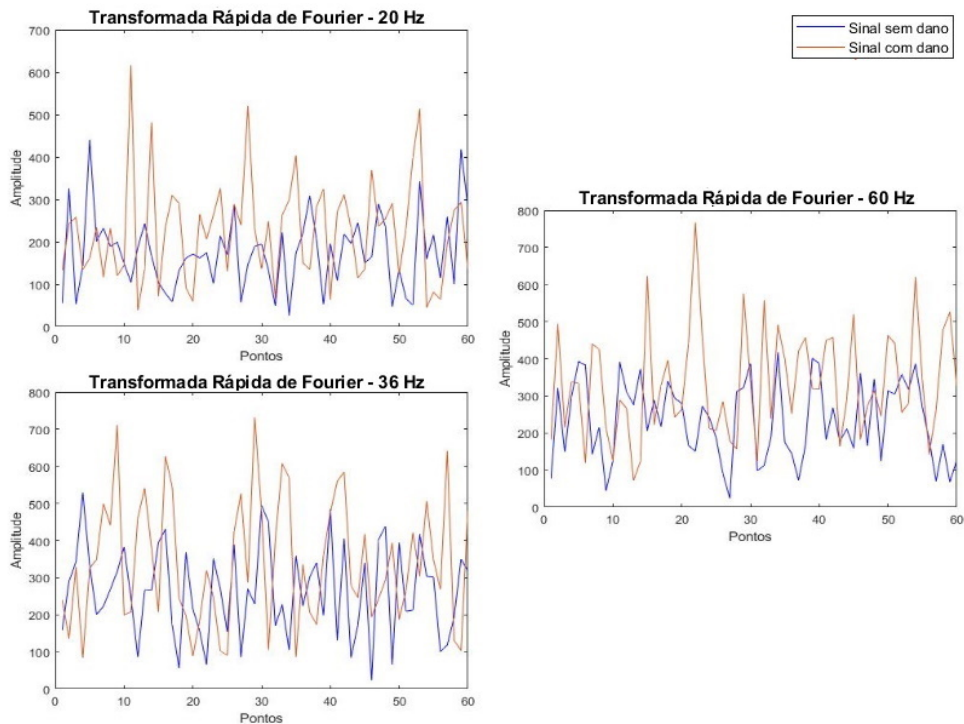 Transformada Rápida de Fourier - 20 Hz
700
600
500
400
300
200
100
0
Amplitude
0 10 20 30 40 50 60
Pontos
Sinal sem dano
Sinal com dano
Transformada Rápida de Fourier - 36 Hz
800
700
600
500
400
300
200
100
0
Amplitude
0 10 20 30 40 50 60
Pontos
Transformada Rápida de Fourier - 60 Hz
800
700
600
500
400
300
200
100
0
Amplitude
0 10 20 30 40 50 60
Pontos